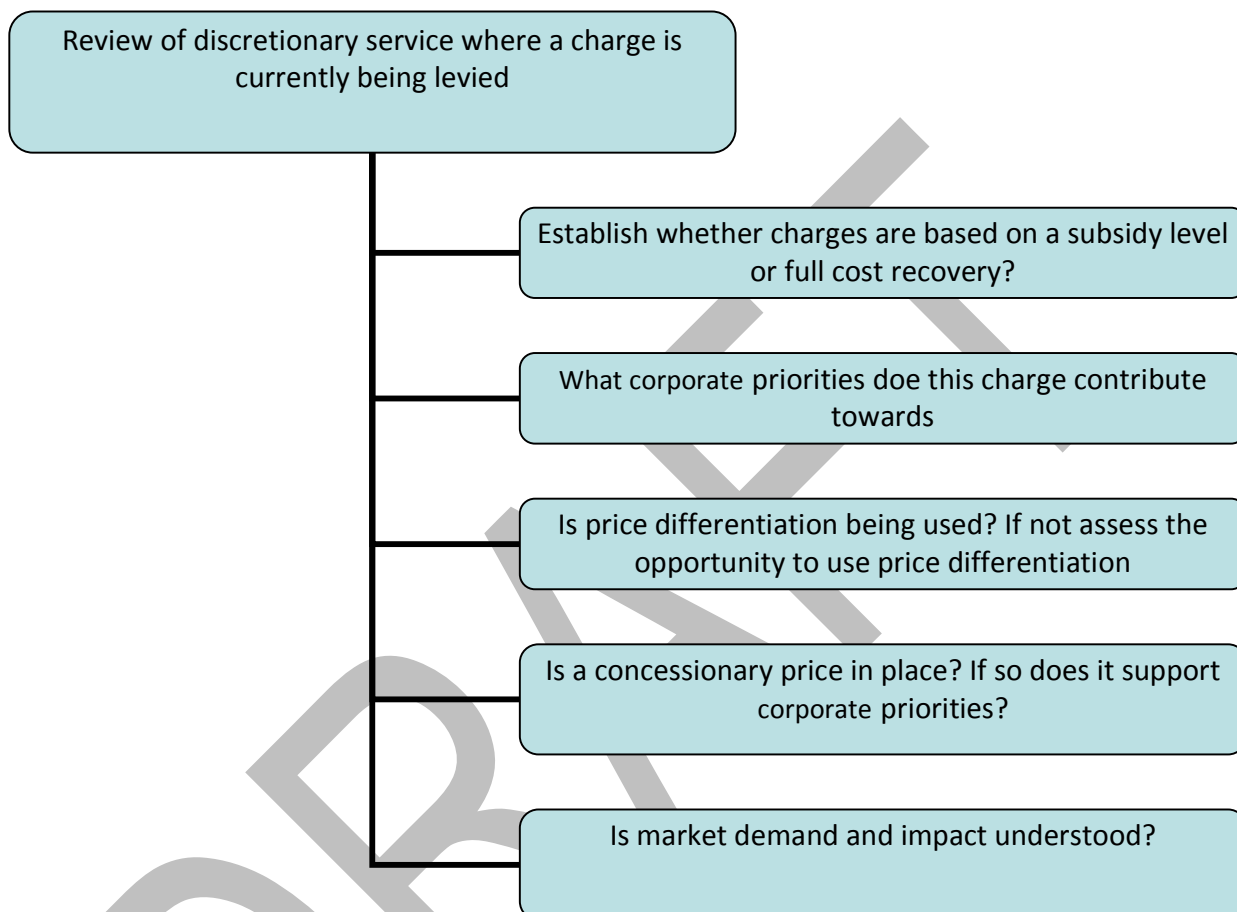 Review of discretionary service where a charge is
currently being levied
Establish whether charges are based on a subsidy level
or full cost recovery?
What corporate priorities doe this charge contribute
towards
Is price differentiation being used? If not assess the
opportunity to use price differentiation
Is a concessionary price in place? If so does it support
corporate priorities?
Is market demand and impact understood?
DRAFT